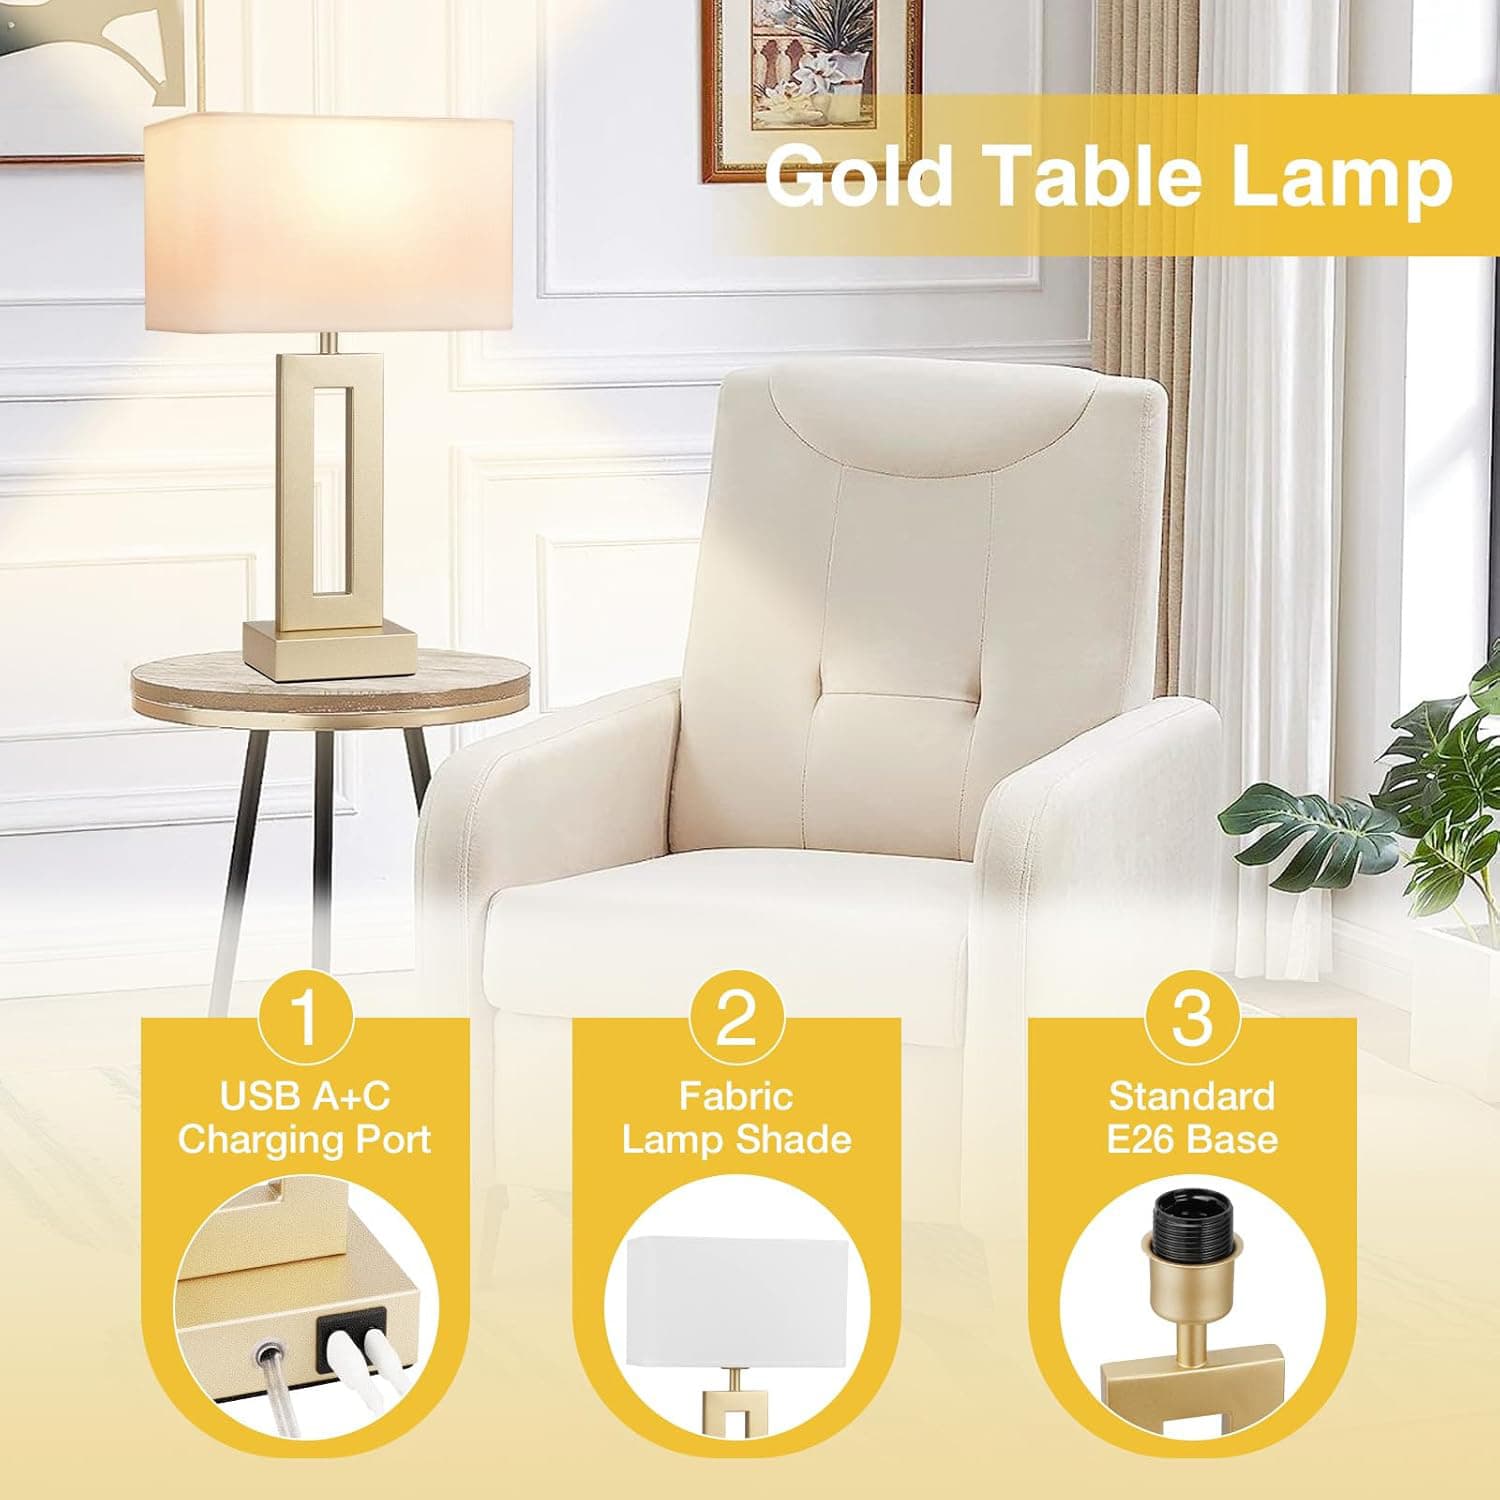 Gold Table Lamp
1
USB A+C
Charging Port
2
Fabric
Lamp Shade
3
Standard
E26 Base